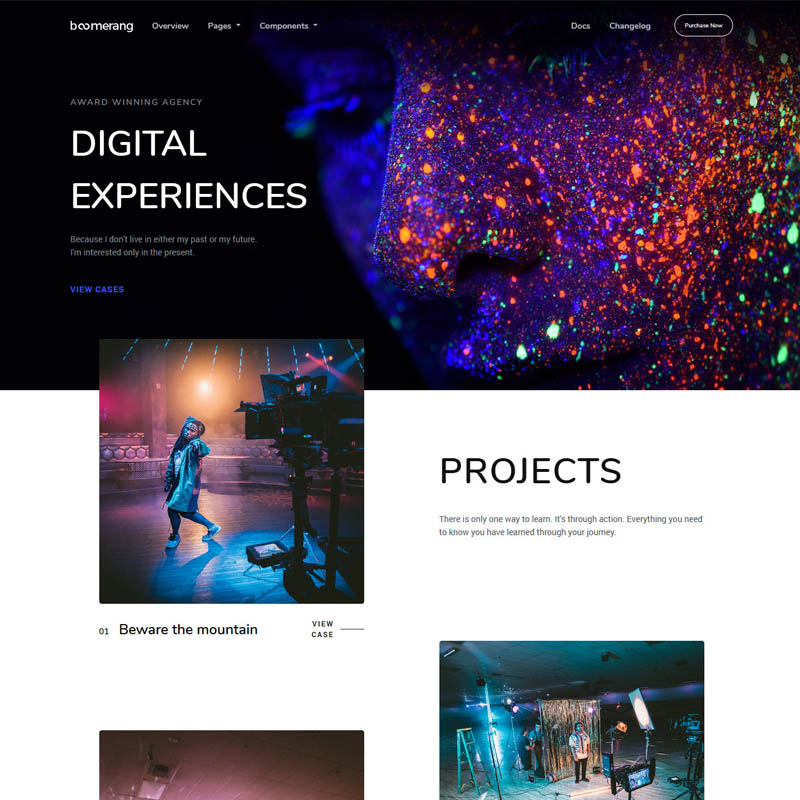 boomerang Overview Pages Components Docs Changelog Purchase Now
AWARD WINNING AGENCY
DIGITAL
EXPERIENCES
Because I don't live in either my past or my future.
I'm interested only in the present.
VIEW CASES
PROJECTS
There is only one way to learn. It's through action. Everything you need
to know you have learned through your journey.
01 Beware the mountain
VIEW
CASE